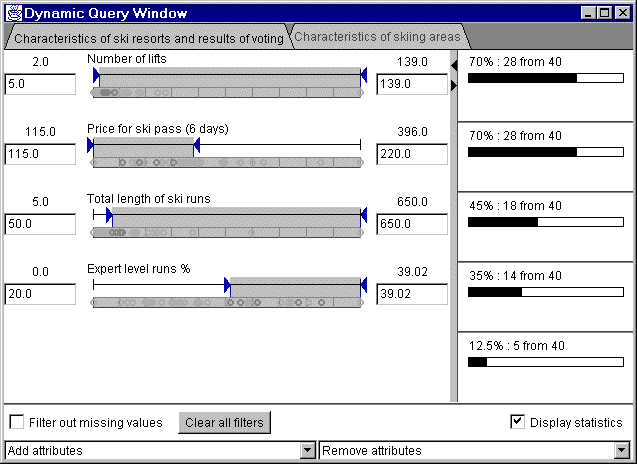 Dynamic Query Window
Characteristics of ski resorts and results of voting Characteristics of skiing areas
2.0 Number of lifts 139.0 70% : 28 from 40
5.0 139.0
115.0 Price for ski pass (6 days) 396.0 70% : 28 from 40
115.0 220.0
5.0 Total length of ski runs 650.0 45% : 18 from 40
50.0 650.0
0.0 Expert level runs % 39.02 35% : 14 from 40
20.0 39.02
12.5% : 5 from 40
Filter out missing values Clear all filters Display statistics
Add attributes Remove attributes